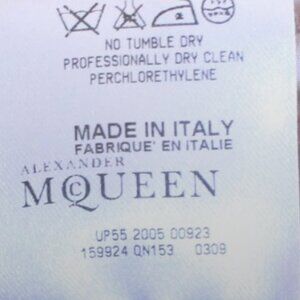 NO TUMBLE DRY
PROFESSIONALLY DRY CLEAN
PERCHLORETHYLENE
MADE IN ITALY
FABRIQUE' EN ITALIE
ALEXANDER
McQUEEN
UP55 2005 00923
159924 QN153 0309